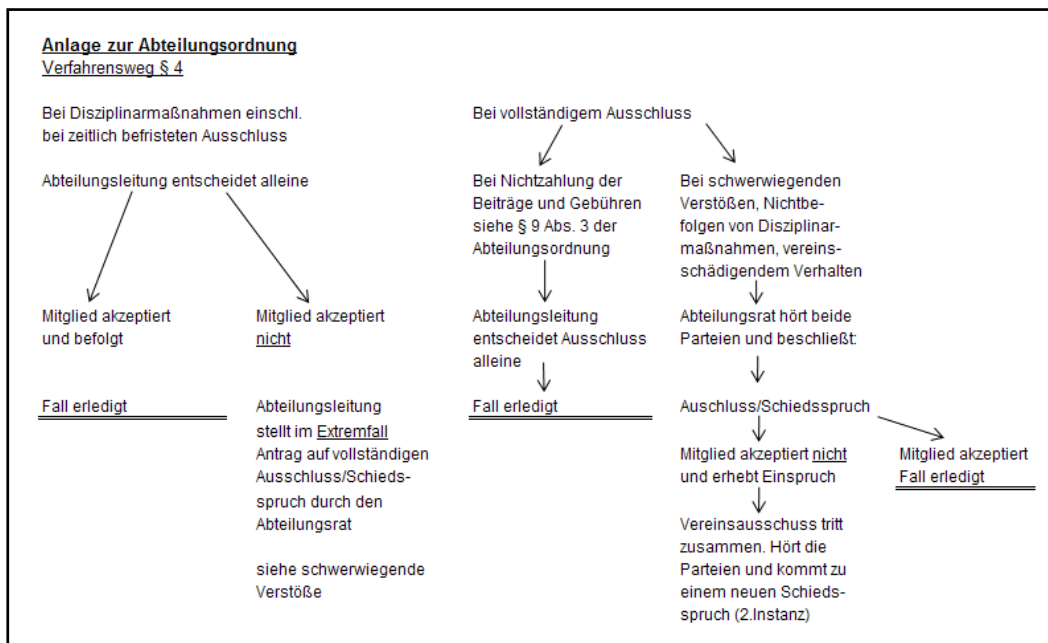 Anlage zur Abteilungsordnung
Verfahrensweg § 4
Bei Disziplinarmaßnahmen einschl.
bei zeitlich befristeten Ausschluss
Abteilungsleitung entscheidet alleine
Mitglied akzeptiert
und befolgt
Fall erledigt
Mitglied akzeptiert
nicht
Abteilungsleitung
stellt im Extremfall
Antrag auf vollständigen
Ausschluss/Schieds-
spruch durch den
Abteilungsrat
siehe schwerwiegende
Verstöße
Bei vollständigem Ausschluss
Bei Nichtzahlung der
Beiträge und Gebühren
siehe § 9 Abs. 3 der
Abteilungsordnung
Abteilungsleitung
entscheidet Ausschluss
alleine
Fall erledigt
Bei schwerwiegenden
Verstößen, Nichtbe-
folgen von Disziplinar-
maßnahmen, vereins-
schädigendem Verhalten
Abteilungsrat hört beide
Parteien und beschließt:
Auschluss/Schiedsspruch
Mitglied akzeptiert nicht
und erhebt Einspruch
Vereinsausschuss tritt
zusammen. Hört die
Parteien und kommt zu
einem neuen Schieds-
spruch (2.Instanz)
Mitglied akzeptiert
Fall erledigt